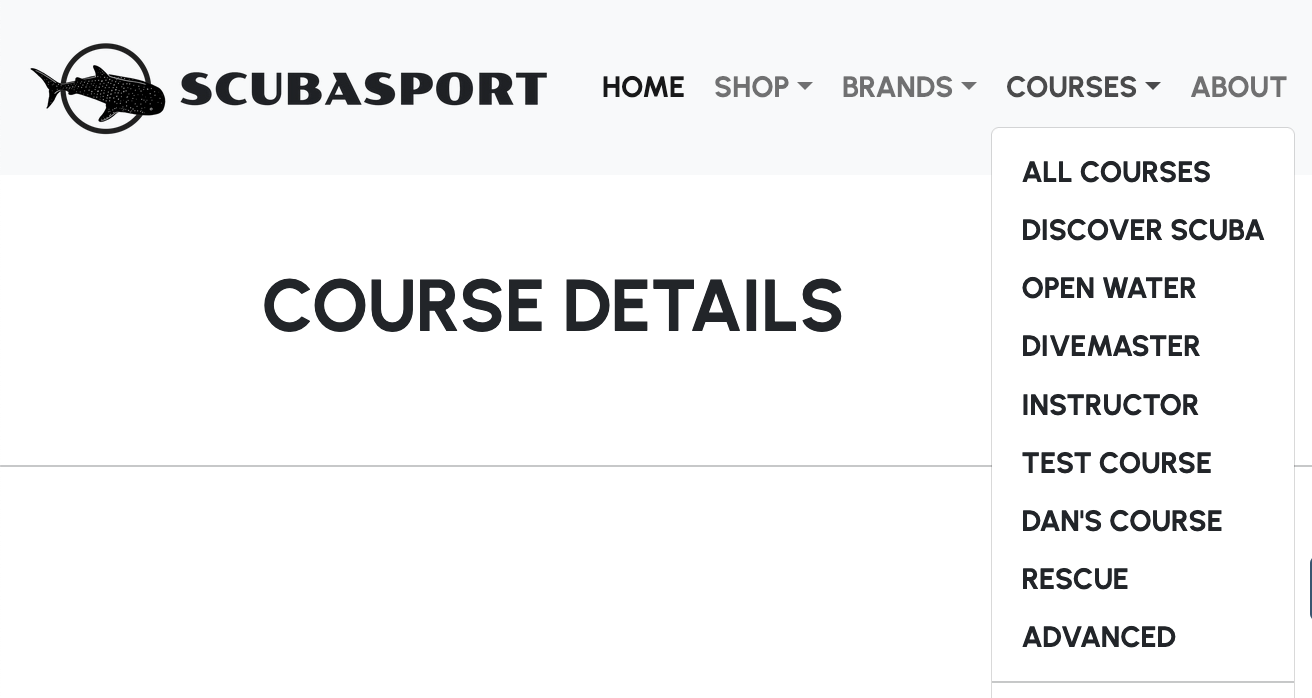 SCUBASPORT HOME SHOP BRANDS COURSES ABOUT
ALL COURSES
DISCOVER SCUBA
OPEN WATER
DIVEMASTER
INSTRUCTOR
TEST COURSE
DAN'S COURSE
RESCUE
ADVANCED
COURSE DETAILS